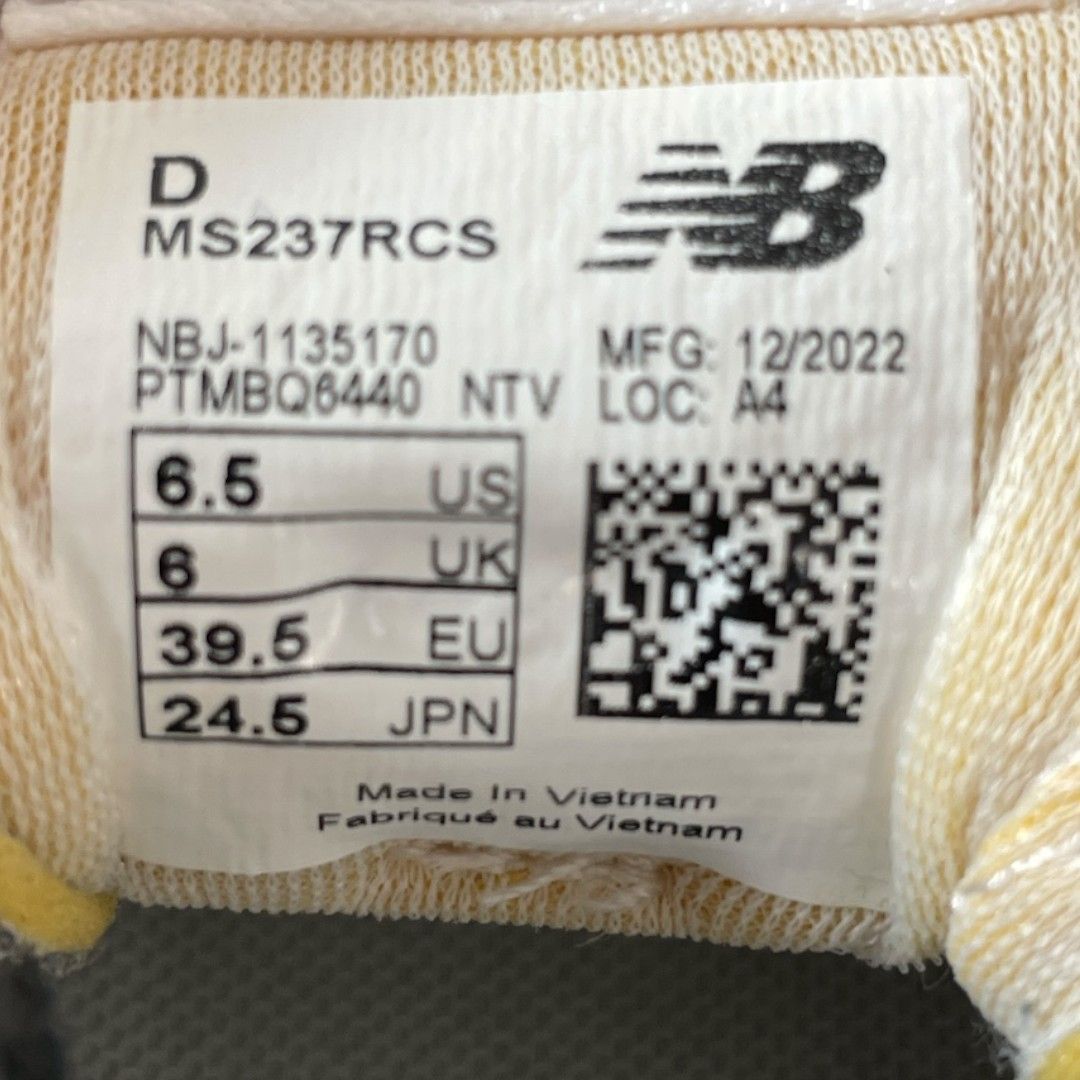 D
MS237RCS
NB
NBJ-1135170
PTMBQ6440 NTV
MFG: 12/2022
LOC: A4
6.5 US
6 UK
39.5 EU
24.5 JPN
Made in Vietnam
Fabriqué au Vietnam